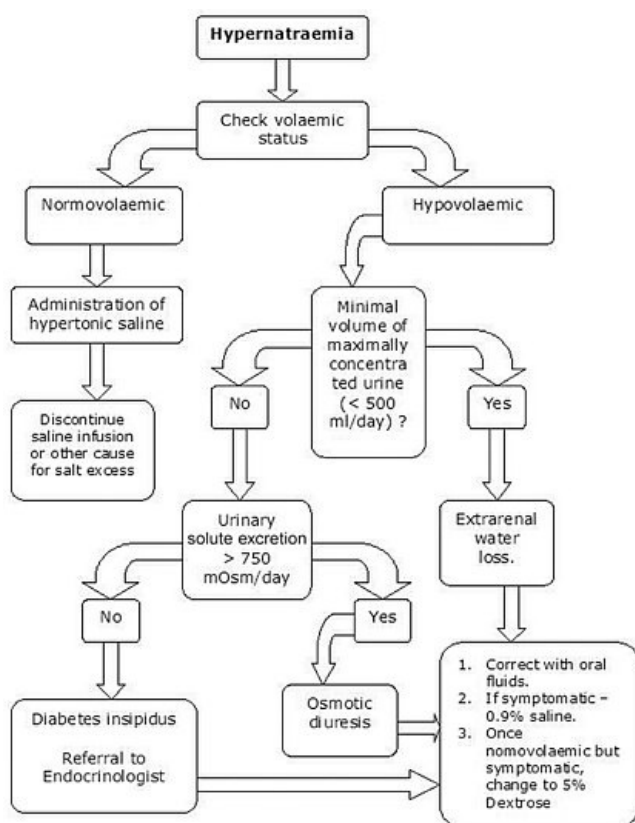 Hypernatraemia
Check volaemic
status
Normovolaemic
Hypovolaemic
Administration of
hypertonic saline
Minimal
volume of
maximally
concentra
ted urine
(< 500
ml/day) ?
Discontinue
saline infusion
or other cause
for salt excess
No
Yes
Urinary
solute excretion
> 750
mOsm/day
Extrarenal
water
loss.
No
Yes
Diabetes insipidus
Referral to
Endocrinologist
Osmotic
diuresis
1. Correct with oral
fluids.
2. If symptomatic –
0.9% saline.
3. Once
nomovolaemic but
symptomatic,
change to 5%
Dextrose